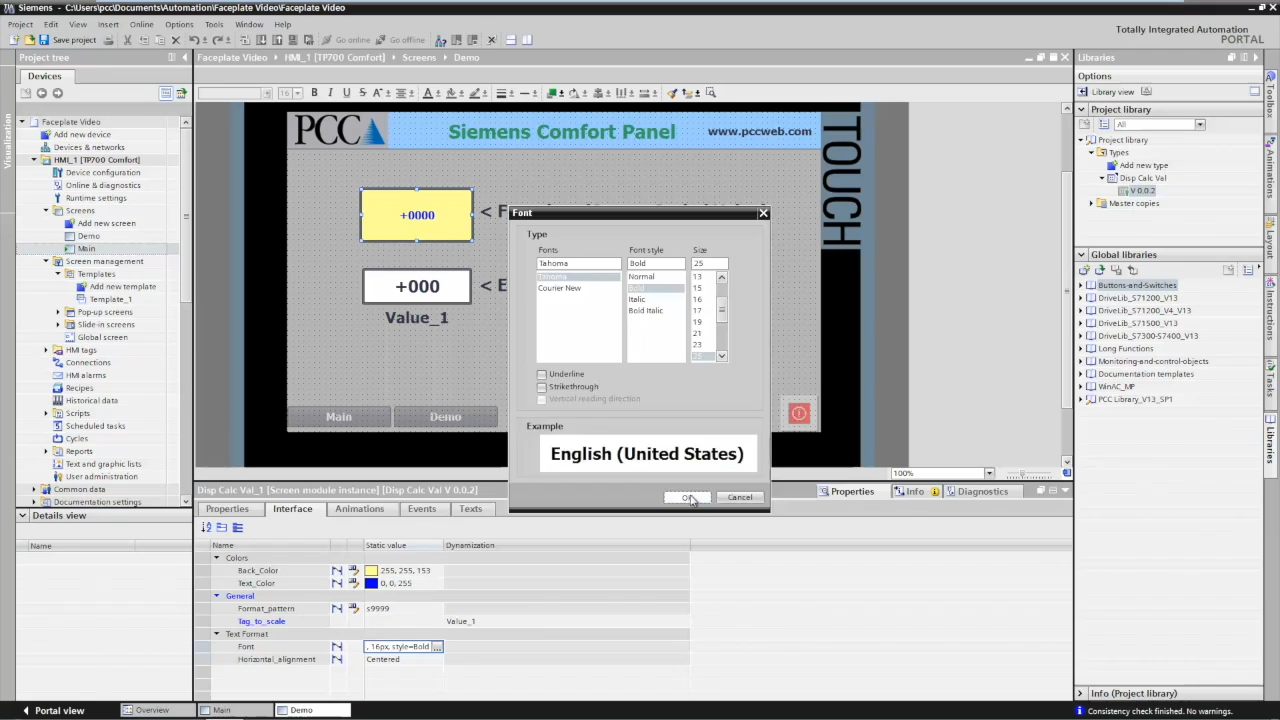 Siemens - C:\Users\pcc\Documents\Automation\Faceplate Video\Faceplate Video
Project Edit View Insert Online Options Tools Window Help
Save project
Go online
Go offline
Totally Integrated Automation
PORTAL
Project tree
Devices
Visualization
Faceplate Video
Add new device
Devices & networks
HMI_1 [TP700 Comfort]
Device configuration
Online & diagnostics
Runtime settings
Screens
Add new screen
Demo
Main
Screen management
Templates
Add new template
Template_1
Pop-up screens
Slide-in screens
Global screen
HMI tags
Connections
HMI alarms
Recipes
Historical data
Scripts
Scheduled tasks
Cycles
Reports
Text and graphic lists
User administration
Common data
Documentation settings
Details view
Name
Faceplate Video HMI_1 [TP700 Comfort] Screens Demo
16
PCC
Siemens Comfort Panel
www.pccweb.com
TOUCH
+0000
< F
+000
< E
Value_1
Main
Demo
Font
Type
Fonts
Font style
Size
Tahoma
Bold
25
Tahoma
Courier New
Normal
Bold
Italic
Bold Italic
13
15
16
17
19
21
23
25
Underline
Strikethrough
Vertical reading direction
Example
English (United States)
Cancel
100%
Disp Calc Val_1 [Screen module instance] [Disp Calc Val V 0.0.2]
Properties
Info
Diagnostics
Properties
Interface
Animations
Events
Texts
Name
Static value
Dynamization
Colors
Back_Color
255, 255, 153
Text_Color
0, 0, 255
General
Format_pattern
s9999
Tag_to_scale
Value_1
Text Format
Font
, 16px, style=Bold ...
Horizontal_alignment
Centered
Libraries
Options
Library view
Project library
All
Project library
Types
Add new type
Disp Calc Val
V 0.0.2
Master copies
Global libraries
Buttons-and-Switches
DriveLib_S71200_V13
DriveLib_S71200_V4_V13
DriveLib_S71500_V13
DriveLib_S7300-S7400_V13
Long Functions
Monitoring-and-control-objects
Documentation templates
WinAC_MP
PCC Library_V13_SP1
Info (Project library)
Toolbox
Animations
Layout
Instructions
Tasks
Libraries
Portal view
Overview
Main
Demo
Consistency check finished. No warnings.